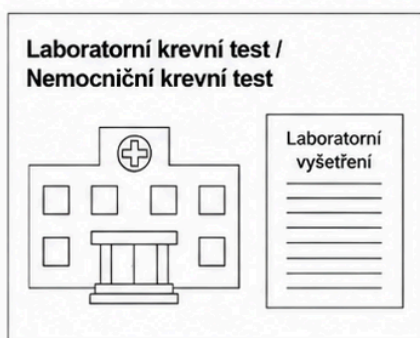 Laboratorní krevní test /
Nemocniční krevní test
Laboratorní
vyšetření